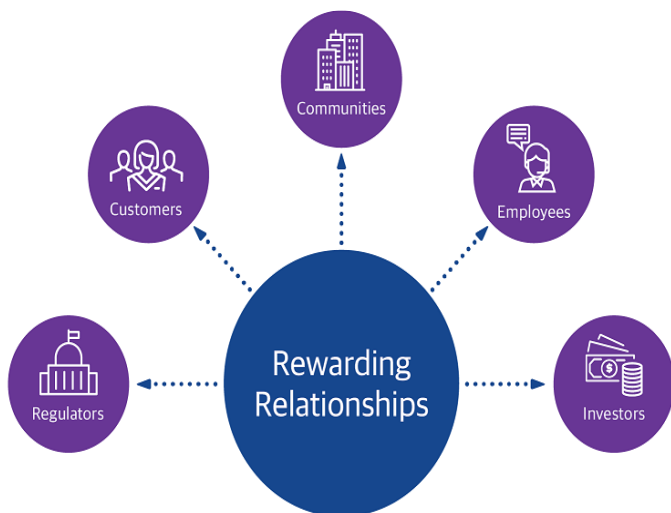 Communities
Customers
Employees
Rewarding
Relationships
Regulators
Investors